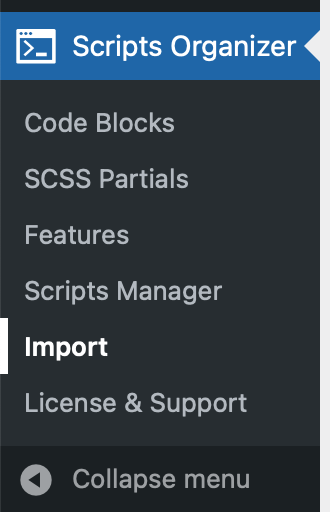 Scripts Organizer
Code Blocks
SCSS Partials
Features
Scripts Manager
Import
License & Support
Collapse menu